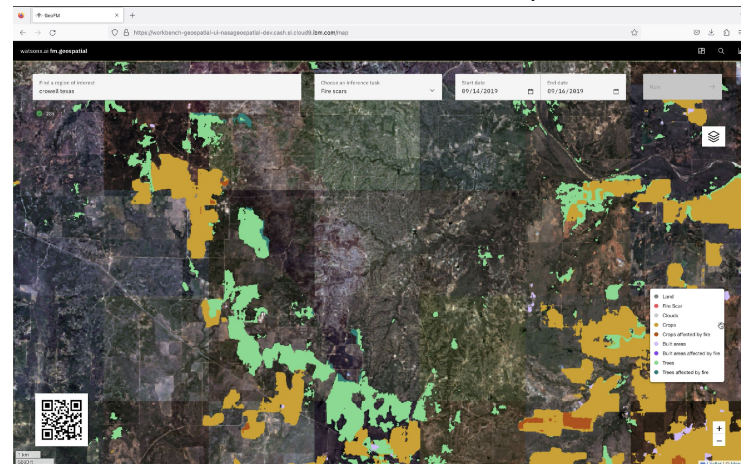 GeoFM
https://workbench-geospatial-ui-nasageospatial-dev.cash.sl.cloud9.ibm.com/map
watsonx.ai fm.geospatial
Find a region of interest
crowell texas
Choose an inference task
Fire scars
Start date
09/14/2019
End date
09/16/2019
Run
Land
Fire Scar
Clouds
Crops
Crops affected by fire
Built areas
Built areas affected by fire
Trees
Trees affected by fire
+
−
1 km